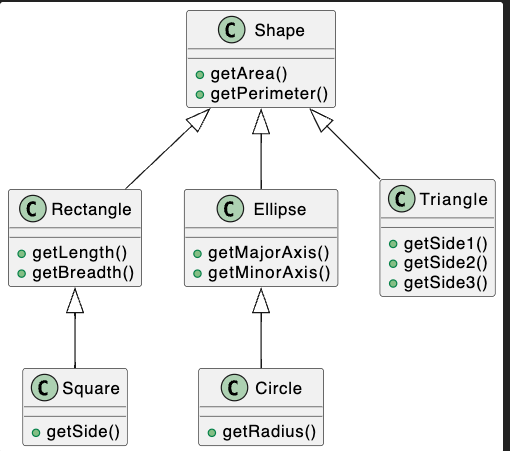 C Shape
getArea()
getPerimeter()
C Rectangle
getLength()
getBreadth()
C Ellipse
getMajorAxis()
getMinorAxis()
C Triangle
getSide1()
getSide2()
getSide3()
C Square
getSide()
C Circle
getRadius()